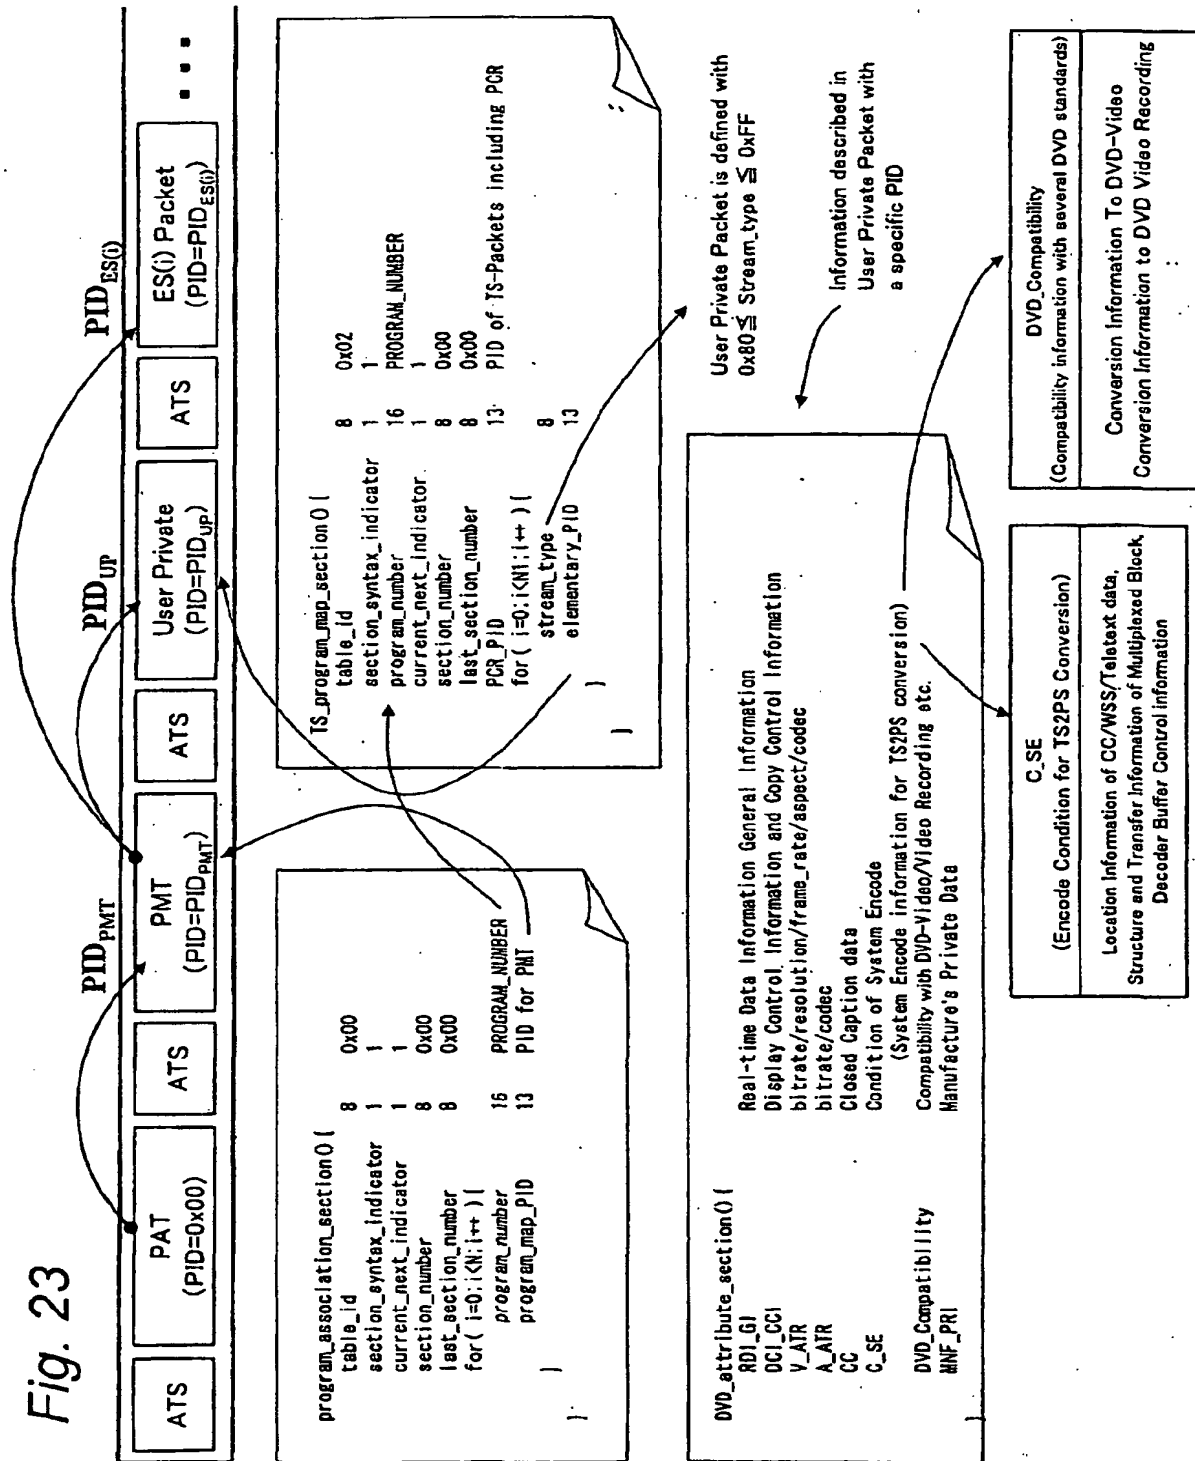 Fig. 23
PID_PMT
PID_UP
PID_ES(i)
ATS
PAT
(PID=0x00)
ATS
PMT
(PID=PID_PMT)
ATS
User Private
(PID=PID_UP)
ATS
ES(i) Packet
(PID=PID_ES(i))
...
program_association_section() {
table_id 8 0x00
section_syntax_indicator 1 1
current_next_indicator 1 1
section_number 8 0x00
last_section_number 8 0x00
for ( i=0;i<N;i++ ) {
program_number 16 PROGRAM_NUMBER
program_map_PID 13 PID for PMT
}
}
TS_program_map_section() {
table_id 8 0x02
section_syntax_indicator 1 1
program_number 16 PROGRAM_NUMBER
current_next_indicator 1 1
section_number 8 0x00
last_section_number 8 0x00
PCR_PID 13 PID of TS-Packets including PCR
for ( i=0;i<N1;i++ ) {
stream_type 8
elementary_PID 13
}
}
User Private Packet is defined with
0x80≦ Stream_type ≦ 0xFF
Information described in
User Private Packet with
a specific PID
DVD_attribute_section() {
RDI_GI Real-time Data Information General Information
DCI_CCI Display Control Information and Copy Control Information
V_ATR bitrate/resolution/frame_rate/aspect/codec
A_ATR bitrate/codec
CC Closed Caption data
C_SE Condition of System Encode
(System Encode information for TS2PS conversion)
DVD_Compatibility Compatibility with DVD-Video/Video Recording etc.
MNF_PRI Manufacture's Private Data
}
C_SE
(Encode Condition for TS2PS Conversion)
Location Information of CC/WSS/Teletext data,
Structure and Transfer Information of Multiplexed Block,
Decoder Buffer Control information
DVD_Compatibility
(Compatibility information with several DVD standards)
Conversion Information To DVD-Video
Conversion Information to DVD Video Recording
: